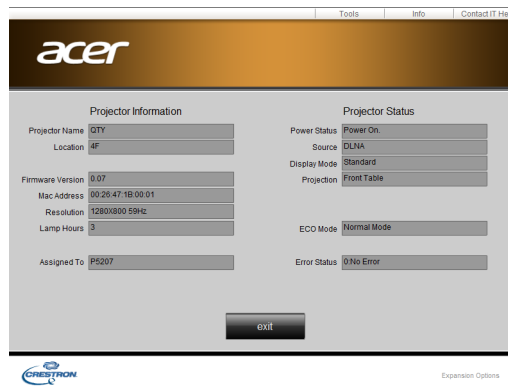 Tools Info Contact IT He
acer
Projector Information Projector Status
Projector Name QTY Power Status Power On.
Location 4F Source DLNA
Display Mode Standard
Firmware Version 0.07 Projection Front Table
Mac Address 00:26:47:1B:00:01
Resolution 1280X800 59Hz
Lamp Hours 3 ECO Mode Normal Mode
Assigned To P5207 Error Status 0:No Error
exit
CRESTRON Expansion Options